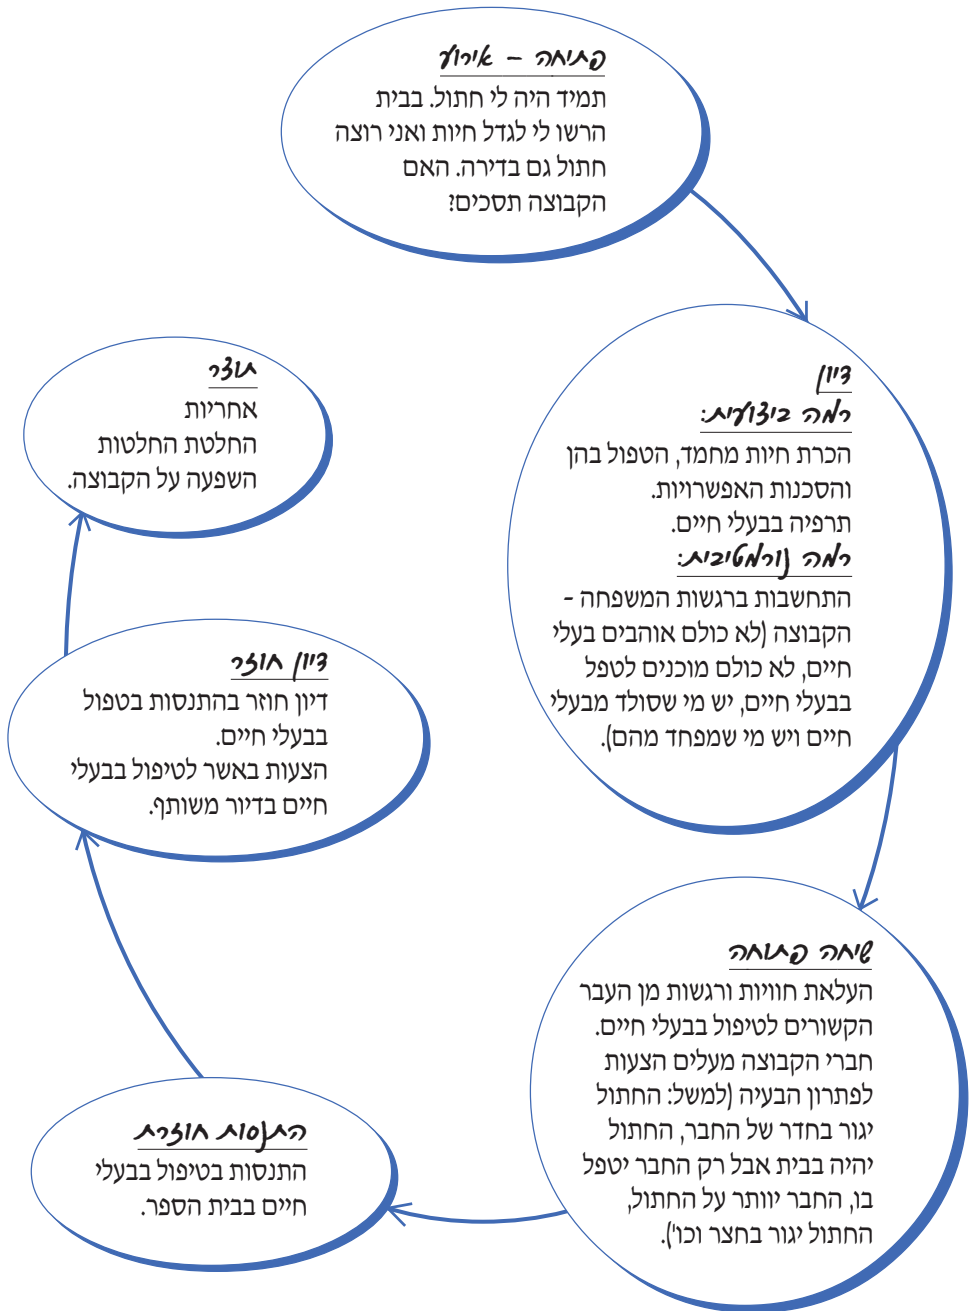 פתיחה – אירוע
תמיד היה לי חתול. בבית
הרשו לי לגדל חיות ואני רוצה
חתול גם בדירה. האם
הקבוצה תסכים?
דיון
רמה ביצועית:
הכרת חיות מחמד, הטפול בהן
והסכנות האפשרויות.
תרפיה בבעלי חיים.
רמה נורמטיבית:
התחשבות ברגשות המשפחה -
הקבוצה (לא כולם אוהבים בעלי
חיים, לא כולם מוכנים לטפל
בבעלי חיים, יש מי שסולד מבעלי
חיים ויש מי שמפחד מהם).
שיחה פתוחה
העלאת חוויות ורגשות מן העבר
הקשורים לטיפול בבעלי חיים.
חברי הקבוצה מעלים הצעות
לפתרון הבעיה (למשל: החתול
יגור בחדר של החבר, החתול
יהיה בבית אבל רק החבר יטפל
בו, החבר יוותר על החתול,
החתול יגור בחצר וכו').
התנסות חוזרת
התנסות בטיפול בבעלי
חיים בבית הספר.
דיון חוזר
דיון חוזר בהתנסות בטפול
בבעלי חיים.
הצעות באשר לטיפול בבעלי
חיים בדיור משותף.
תוצר
אחריות
החלטת החלטות
השפעה על הקבוצה.